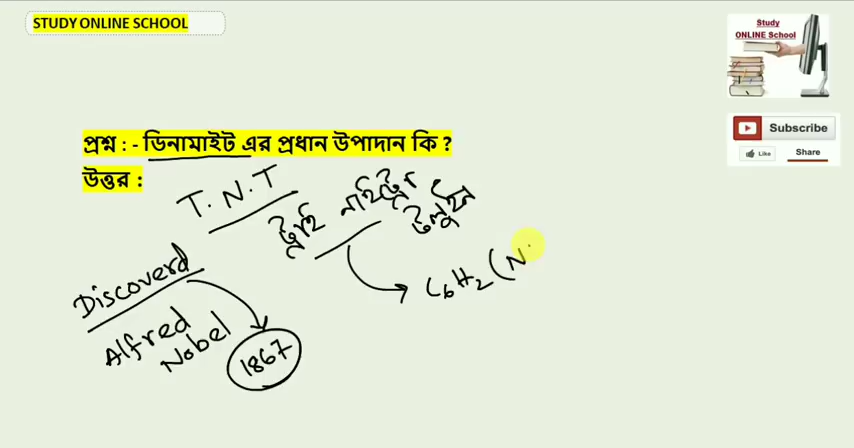 STUDY ONLINE SCHOOL
Study
ONLINE School
Subscribe
Like Share
প্রশ্ন : - ডিনামাইট এর প্রধান উপাদান কি ?
উত্তর :
T.N.T
ট্রাই নাইট্রো টলুইন
Discoverd
Alfred
Nobel
1867
C6H2(N